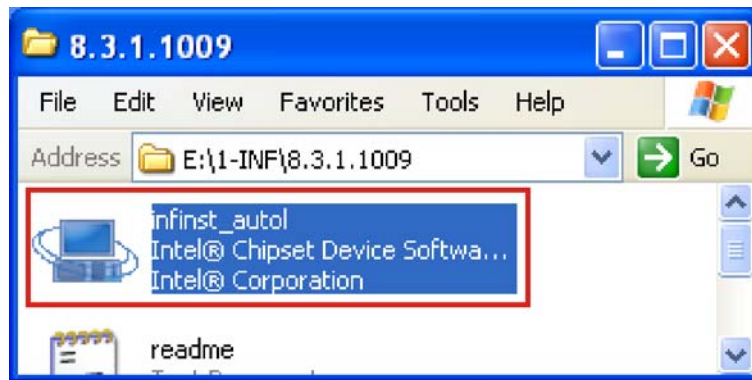 8.3.1.1009
File Edit View Favorites Tools Help
Address E:\1-INF\8.3.1.1009 Go
infinst_autol
Intel® Chipset Device Softwa...
Intel® Corporation
readme